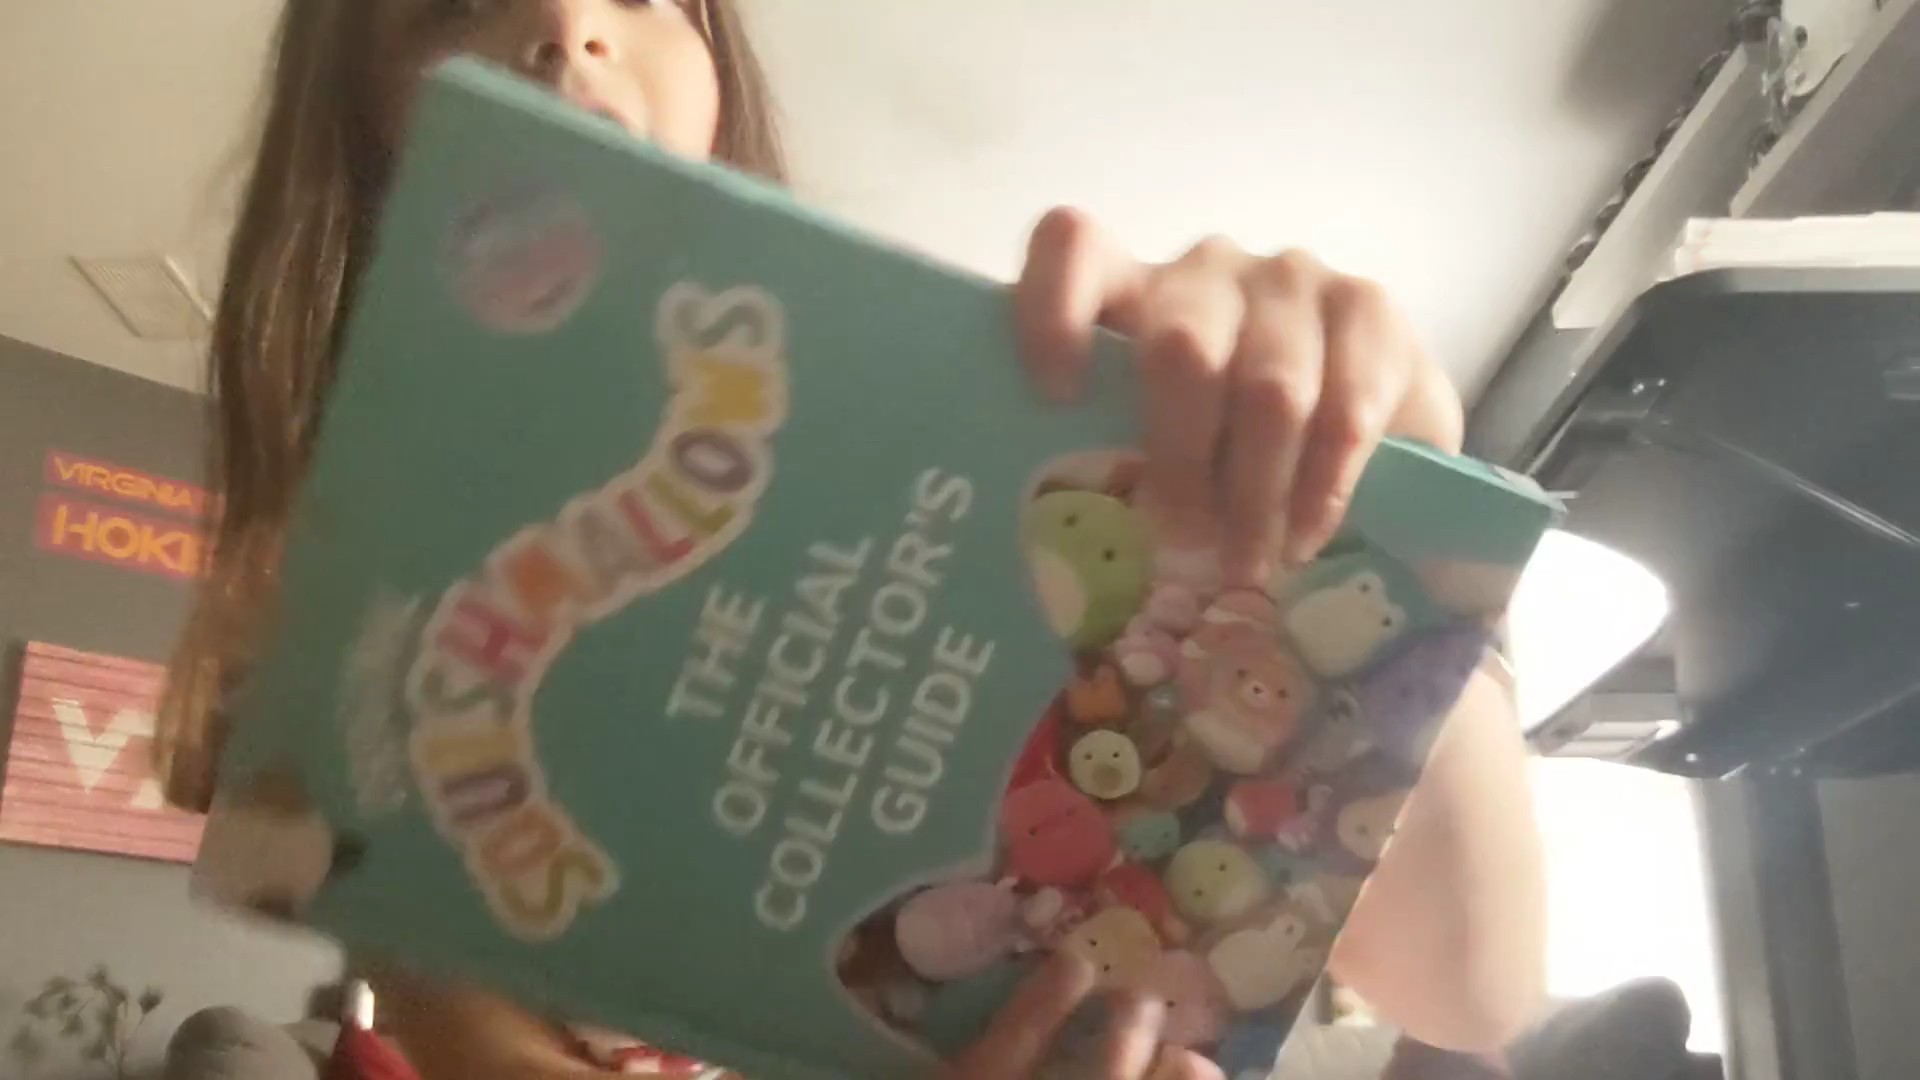 SQUISHMALLOWS
THE
OFFICIAL
COLLECTOR'S
GUIDE
VIRGINIA
HOKI